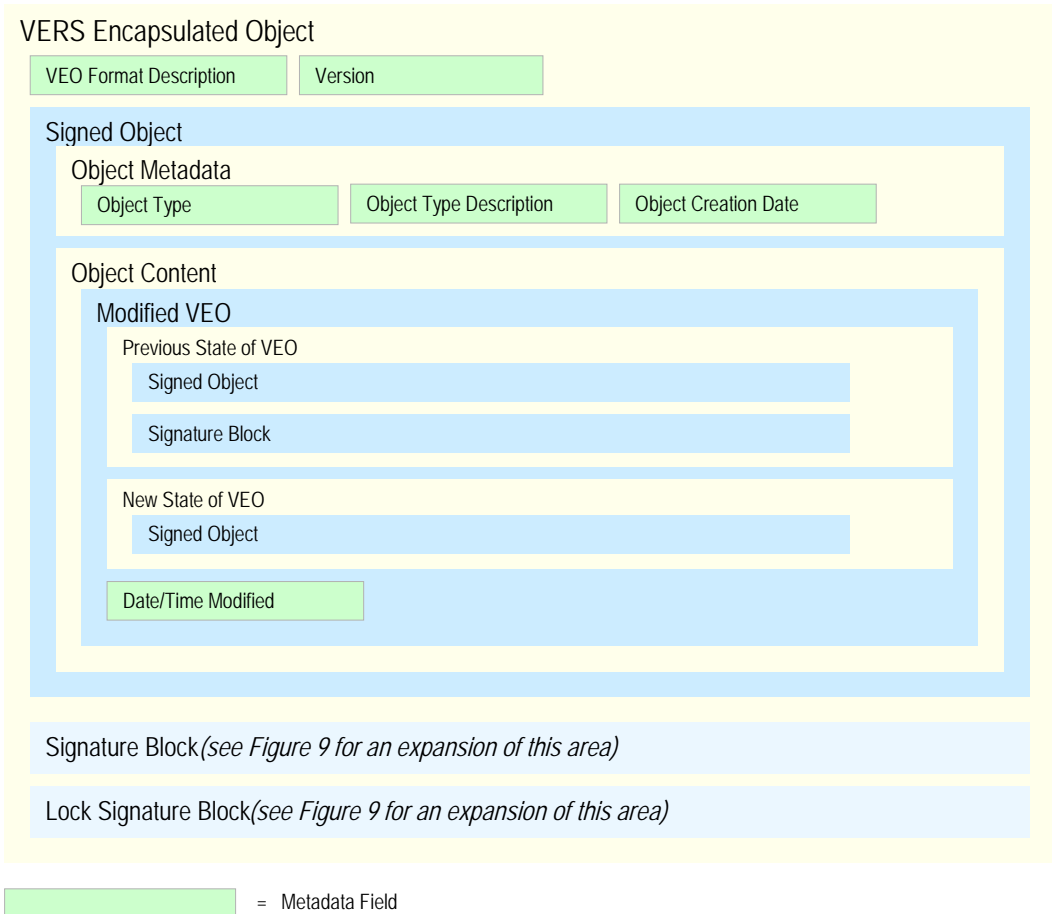 VERS Encapsulated Object
VEO Format Description
Version
Signed Object
Object Metadata
Object Type
Object Type Description
Object Creation Date
Object Content
Modified VEO
Previous State of VEO
Signed Object
Signature Block
New State of VEO
Signed Object
Date/Time Modified
Signature Block(see Figure 9 for an expansion of this area)
Lock Signature Block(see Figure 9 for an expansion of this area)
= Metadata Field